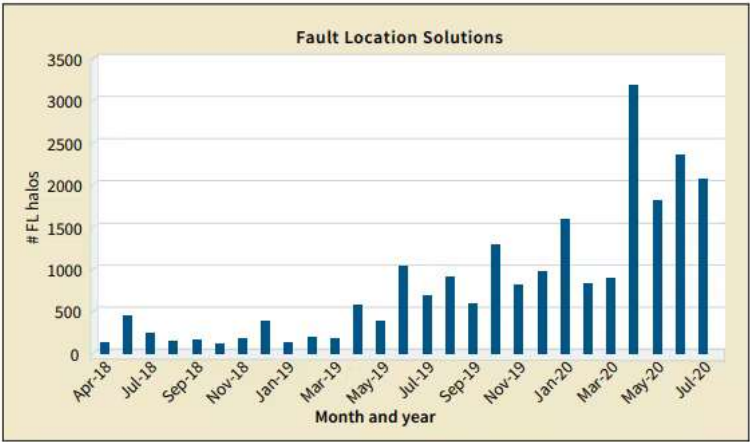 Fault Location Solutions
3500
3000
2500
2000
1500
1000
500
0
# FL halos
Apr-18
Jul-18
Sep-18
Nov-18
Jan-19
Mar-19
May-19
Jul-19
Sep-19
Nov-19
Jan-20
Mar-20
May-20
Jul-20
Month and year